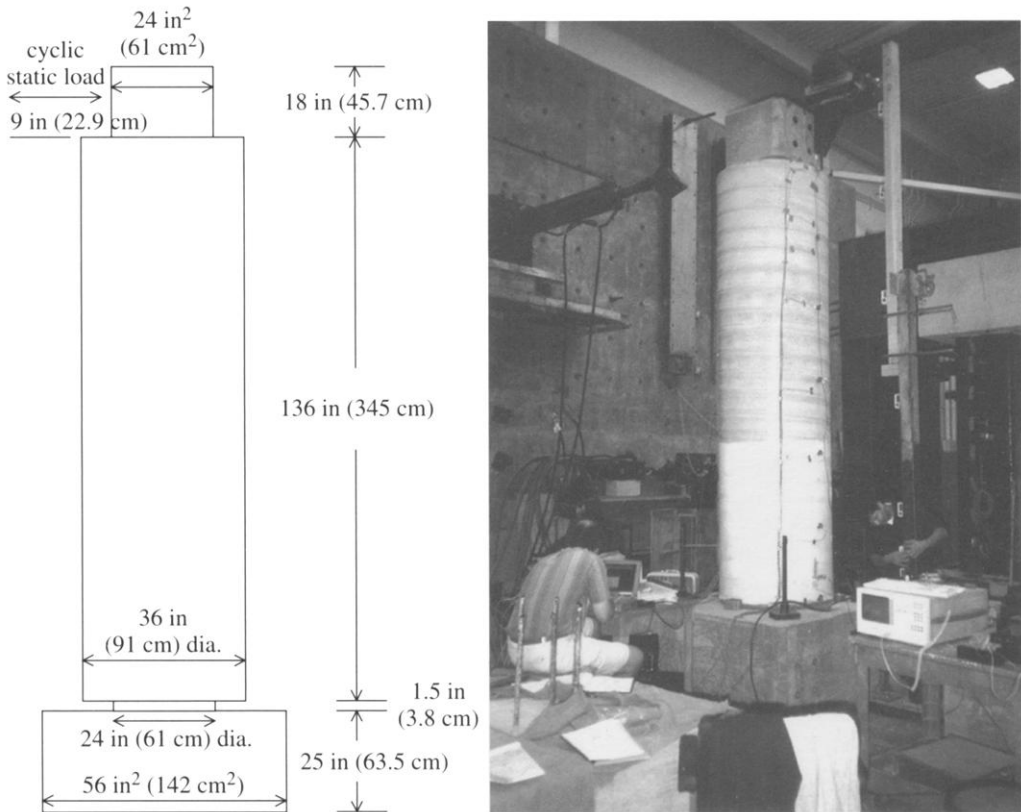 24 in²
(61 cm²)
cyclic
static load
9 in (22.9 cm)
18 in (45.7 cm)
136 in (345 cm)
36 in
(91 cm) dia.
1.5 in
(3.8 cm)
24 in (61 cm) dia.
25 in (63.5 cm)
56 in² (142 cm²)